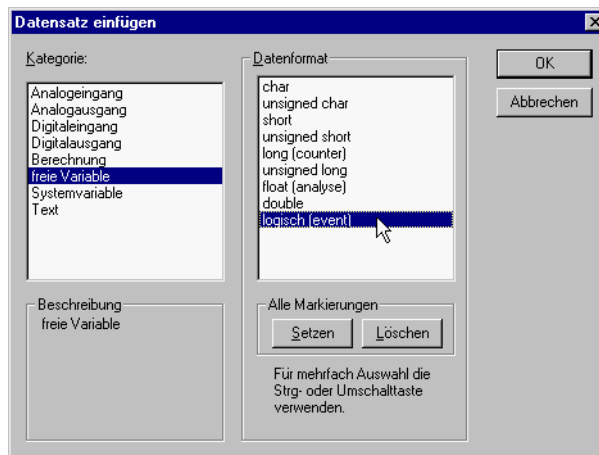 Datensatz einfügen
Kategorie:
Analogeingang
Analogausgang
Digitaleingang
Digitalausgang
Berechnung
freie Variable
Systemvariable
Text
Beschreibung
freie Variable
Datenformat
char
unsigned char
short
unsigned short
long (counter)
unsigned long
float (analyse)
double
logisch (event)
Alle Markierungen
Setzen Löschen
Für mehrfach Auswahl die
Strg- oder Umschalttaste
verwenden.
OK
Abbrechen